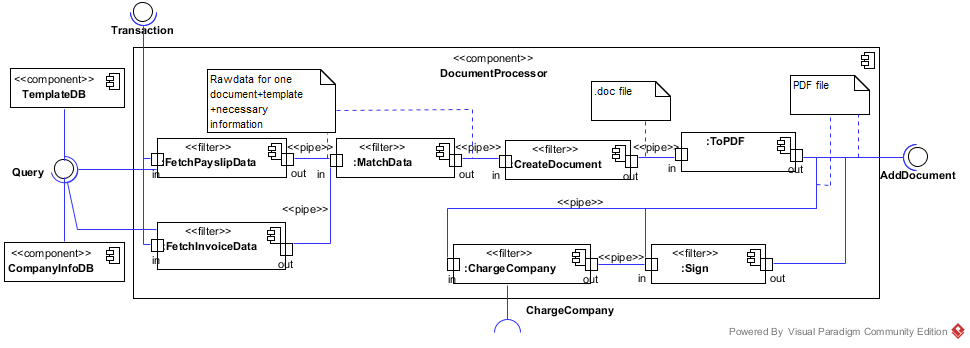 Transaction
<<component>>
DocumentProcessor
<<component>>
TemplateDB
Rawdata for one
document+template
+necessary
information
.doc file
PDF file
<<filter>>
:FetchPayslipData
in
out
<<pipe>>
<<filter>>
:MatchData
in
out
<<pipe>>
<<filter>>
:CreateDocument
in
out
<<pipe>>
:ToPDF
in
out
Query
AddDocument
<<pipe>>
<<pipe>>
<<filter>>
:FetchInvoiceData
in
out
<<component>>
CompanyInfoDB
<<filter>>
:ChargeCompany
in
out
<<pipe>>
<<filter>>
:Sign
in
out
ChargeCompany
Powered By Visual Paradigm Community Edition